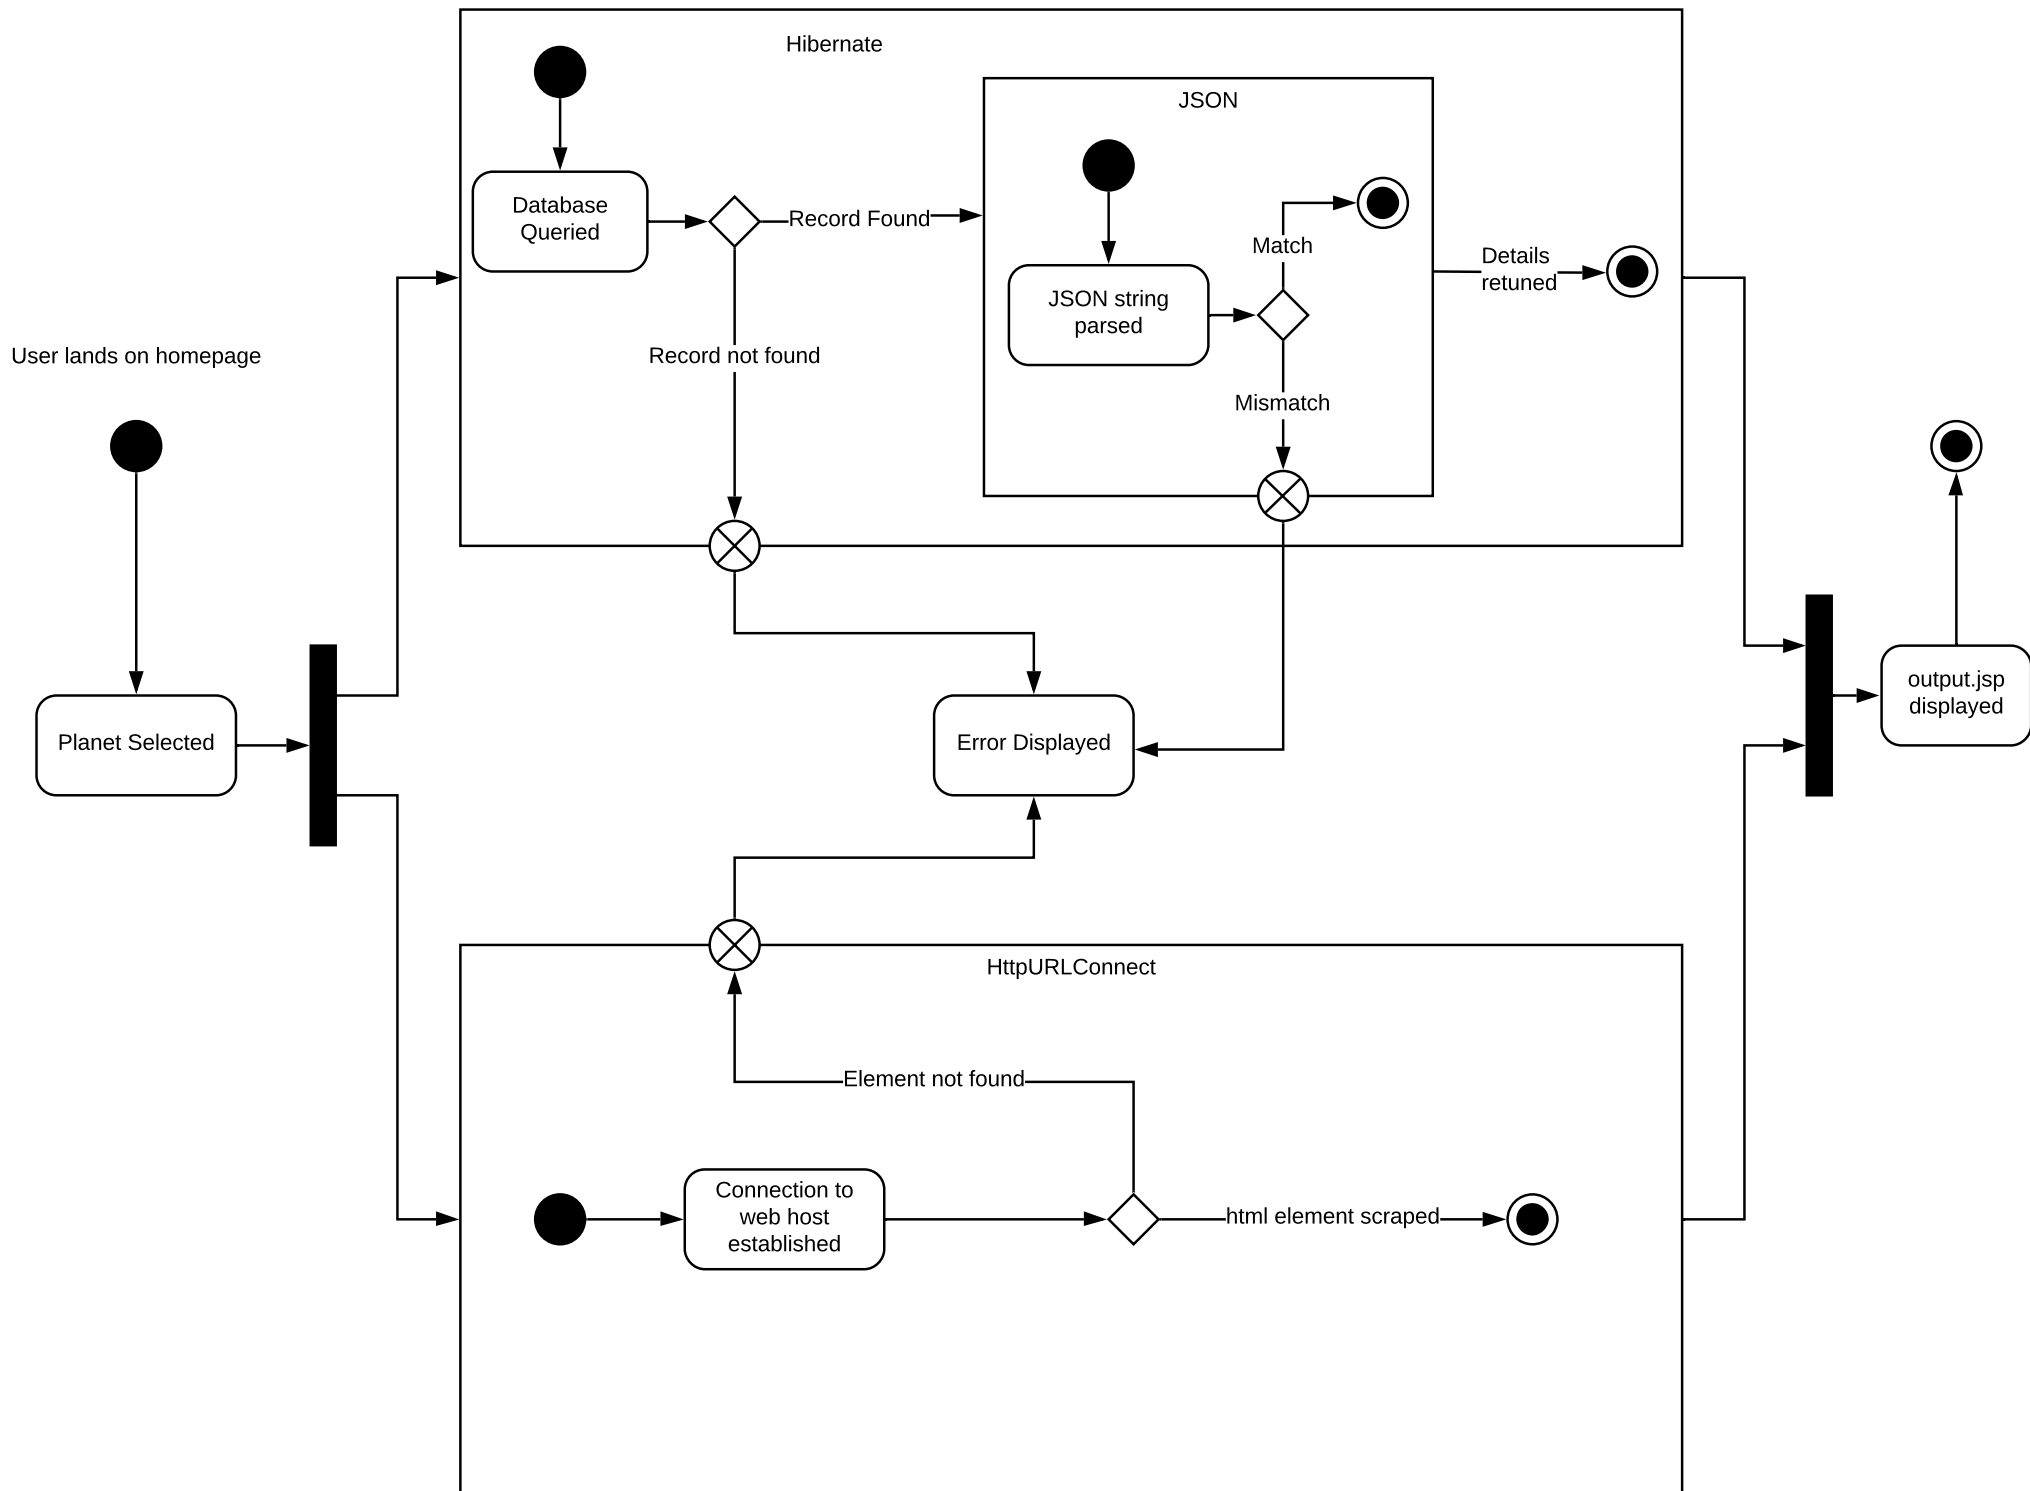 Hibernate
JSON
Database
Queried
Record Found
Match
Details
retuned
JSON string
parsed
Record not found
User lands on homepage
Mismatch
output.jsp
displayed
Planet Selected
Error Displayed
HttpURLConnect
Element not found
Connection to
web host
established
html element scraped